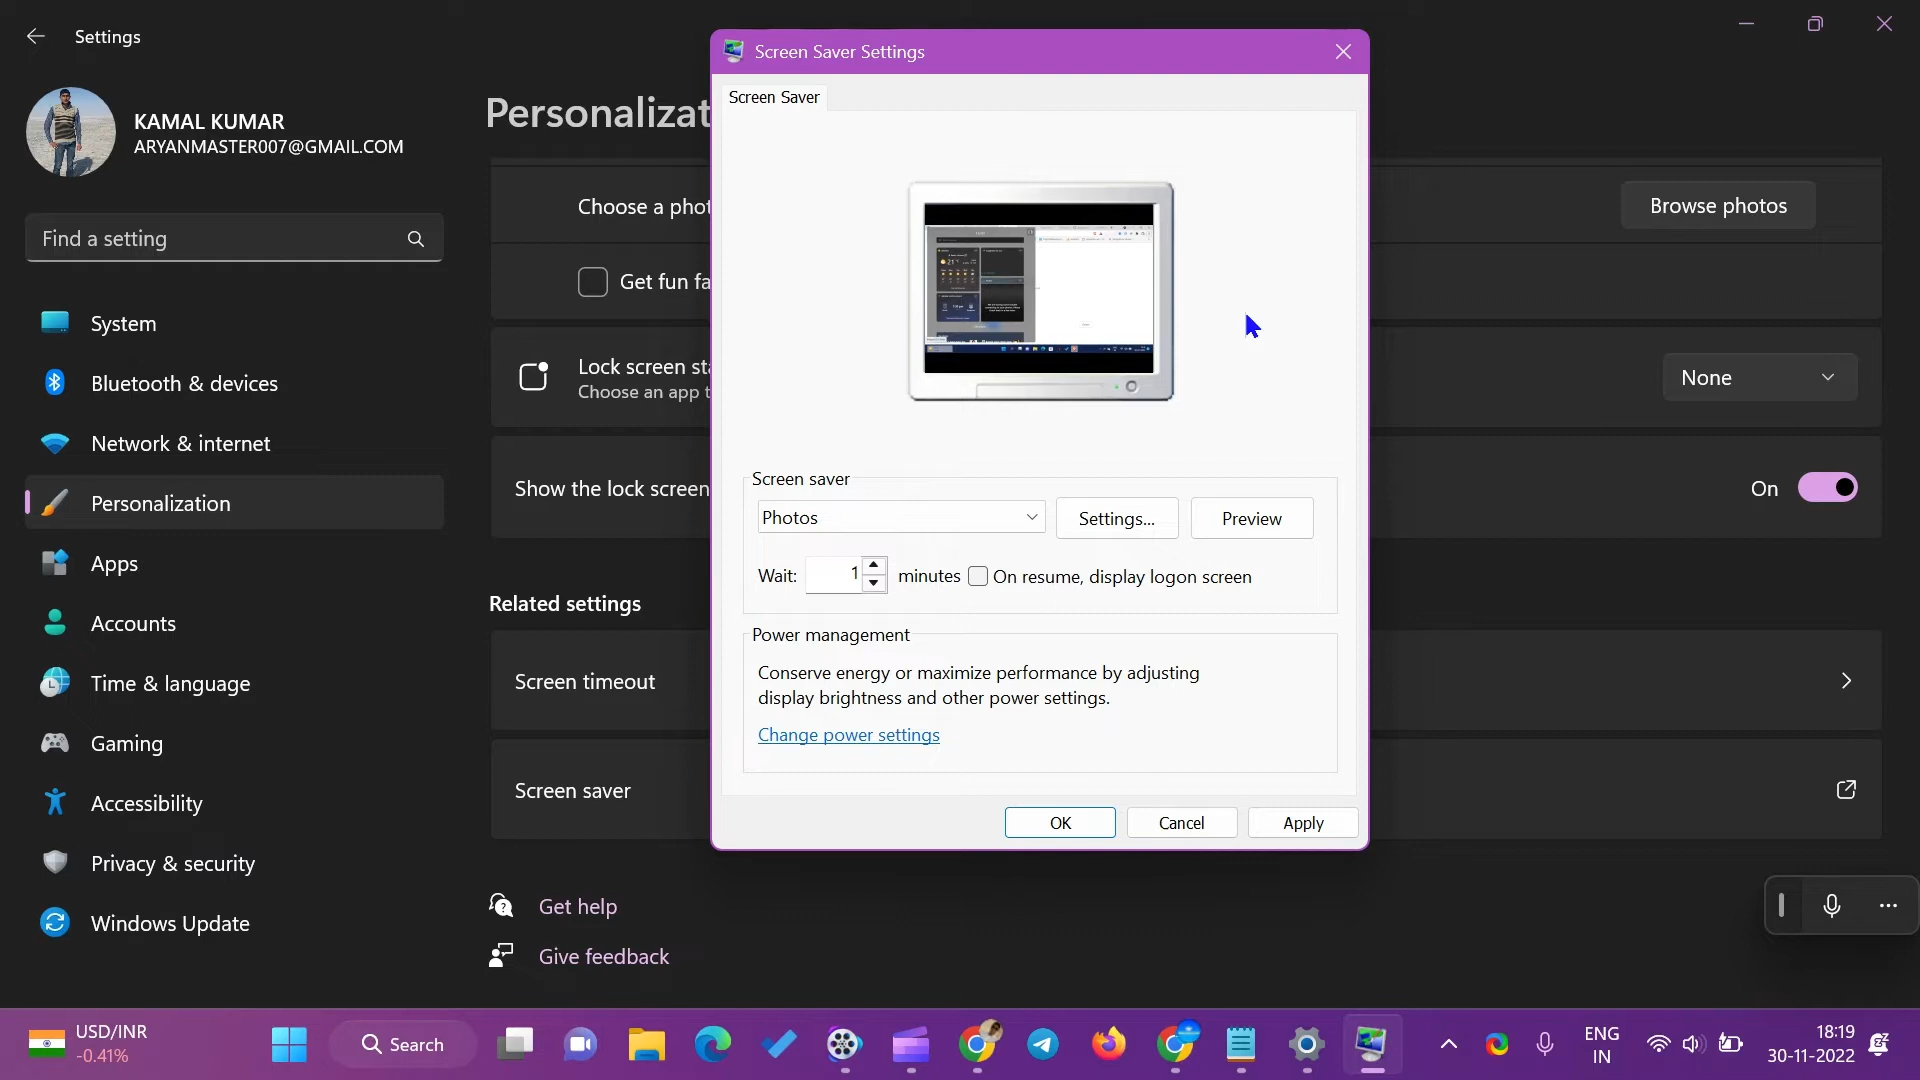 Settings
KAMAL KUMAR
ARYANMASTER007@GMAIL.COM
Find a setting
System
Bluetooth & devices
Network & internet
Personalization
Apps
Accounts
Time & language
Gaming
Accessibility
Privacy & security
Windows Update
Personalizat
Choose a phot
Browse photos
Get fun fa
Lock screen sta
Choose an app t
None
Show the lock screen
On
Related settings
Screen timeout
Screen saver
Get help
Give feedback
Screen Saver Settings
Screen Saver
Screen saver
Photos
Settings...
Preview
Wait: 1 minutes On resume, display logon screen
Power management
Conserve energy or maximize performance by adjusting
display brightness and other power settings.
Change power settings
OK
Cancel
Apply
USD/INR
-0.41%
Search
ENG
IN
18:19
30-11-2022